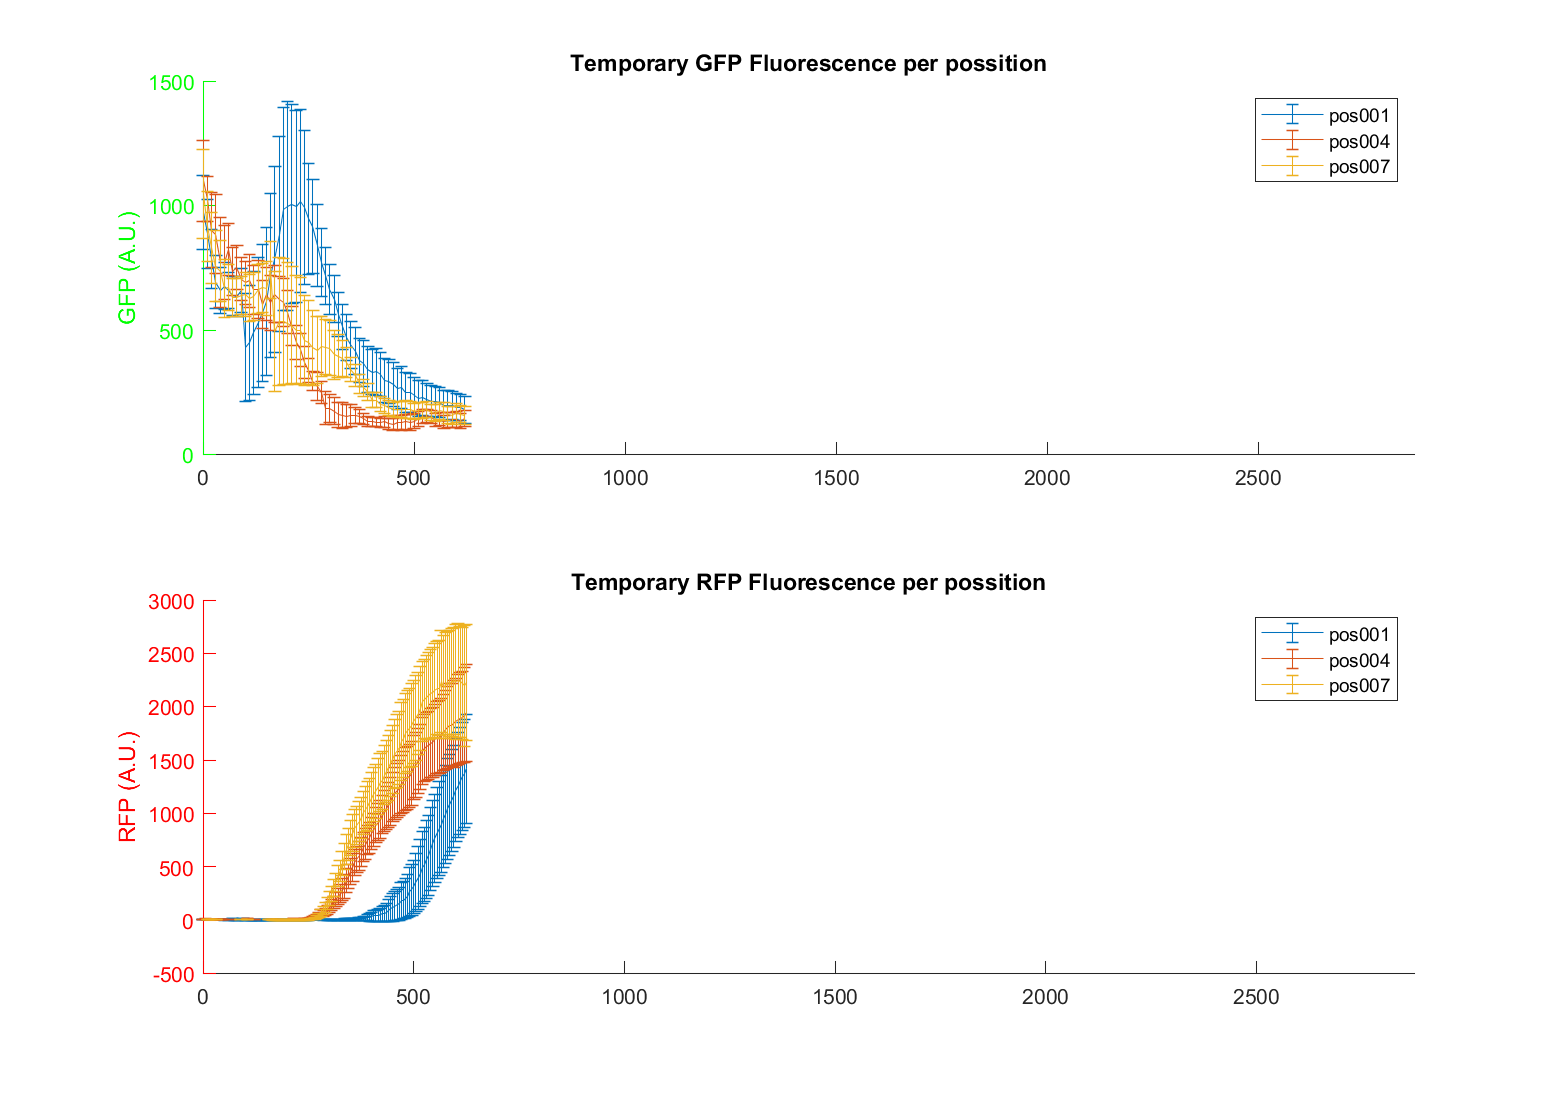 Temporary GFP Fluorescence per possition
1500
1000
500
0
GFP (A.U.)
pos001
pos004
pos007
0 500 1000 1500 2000 2500
Temporary RFP Fluorescence per possition
3000
2500
2000
1500
1000
500
0
-500
RFP (A.U.)
pos001
pos004
pos007
0 500 1000 1500 2000 2500